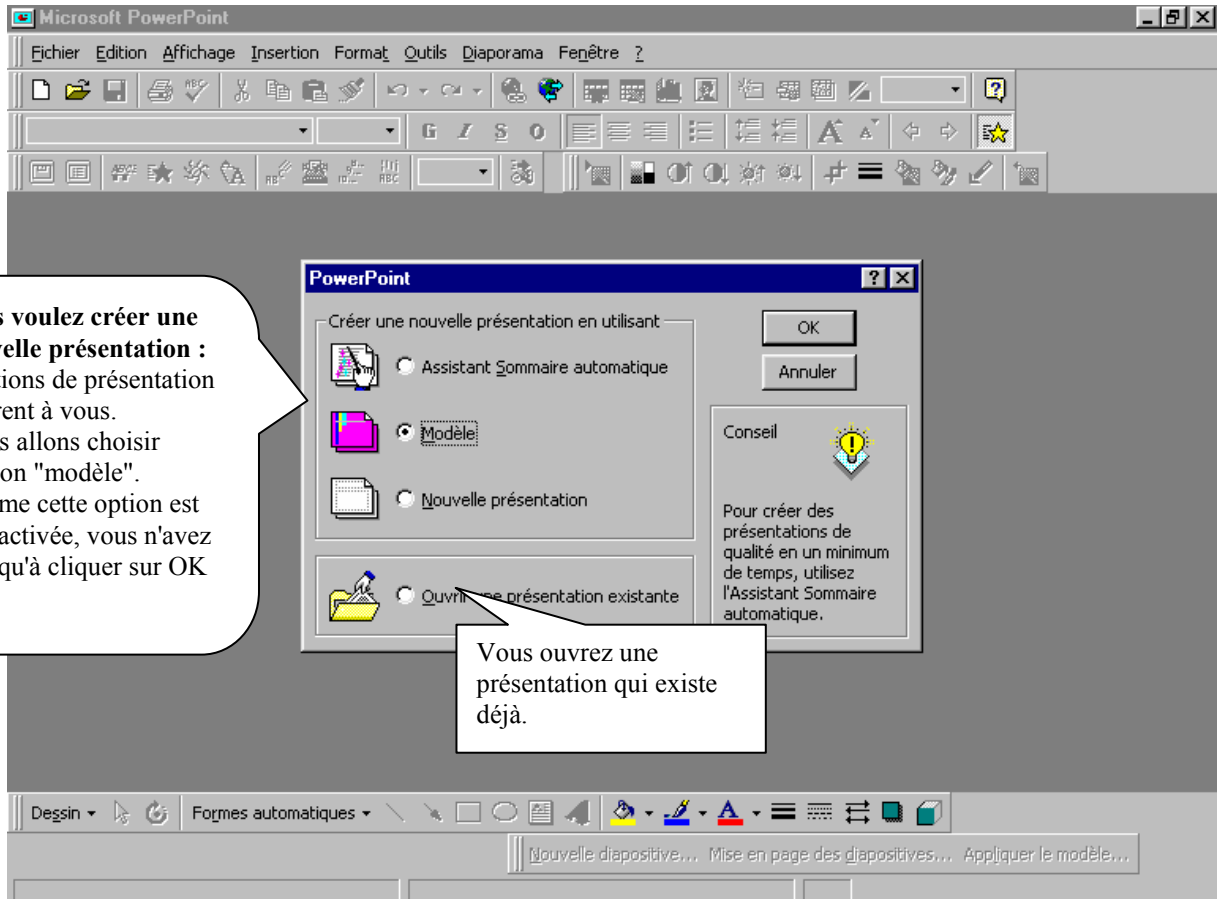 Microsoft PowerPoint
Fichier Edition Affichage Insertion Format Outils Diaporama Fenêtre ?
G I S O
s voulez créer une
velle présentation :
tions de présentation
rent à vous.
s allons choisir
on "modèle".
me cette option est
activée, vous n'avez
qu'à cliquer sur OK
PowerPoint
Créer une nouvelle présentation en utilisant
Assistant Sommaire automatique
Modèle
Nouvelle présentation
Ouvrir une présentation existante
OK
Annuler
Conseil
Pour créer des
présentations de
qualité en un minimum
de temps, utilisez
l'Assistant Sommaire
automatique.
Vous ouvrez une
présentation qui existe
déjà.
Dessin Formes automatiques
Nouvelle diapositive... Mise en page des diapositives... Appliquer le modèle...